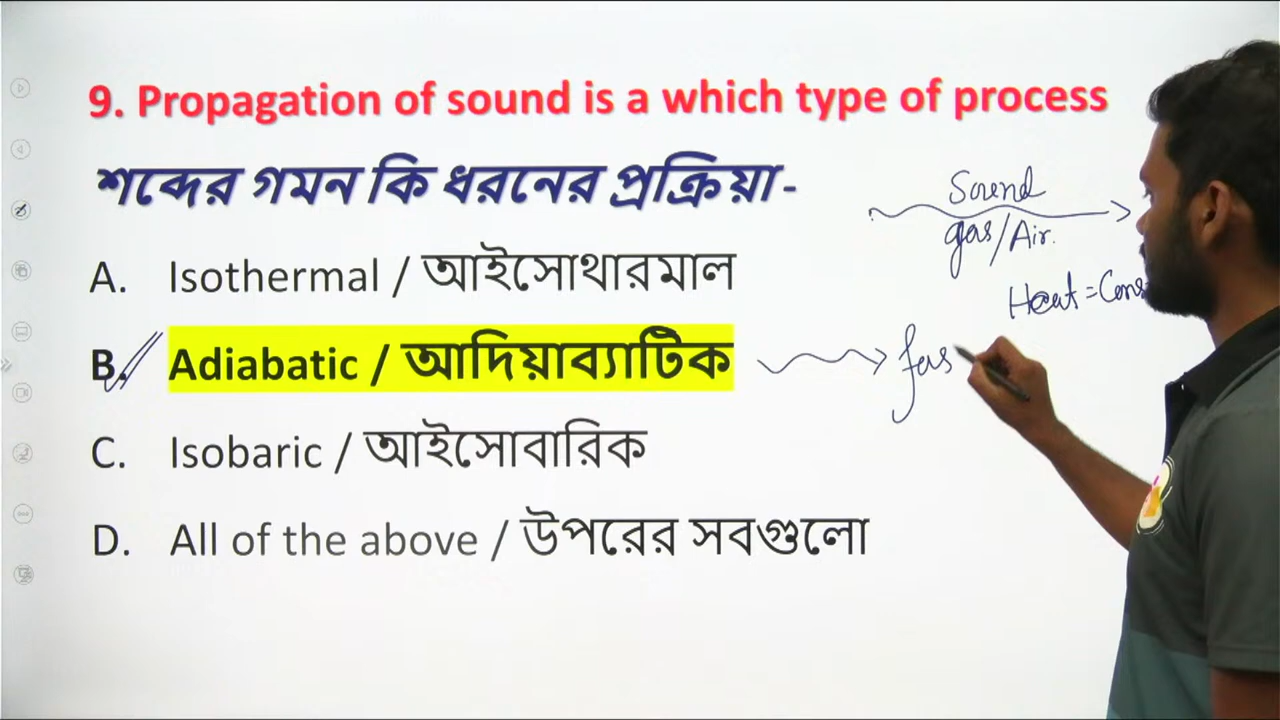 9. Propagation of sound is a which type of process
শব্দের গমন কি ধরনের প্রক্রিয়া-
A. Isothermal / আইসোথারমাল
B. Adiabatic / আদিয়াব্যাটিক
C. Isobaric / আইসোবারিক
D. All of the above / উপরের সবগুলো
Sound
gas/Air.
Heat = Cons
fas